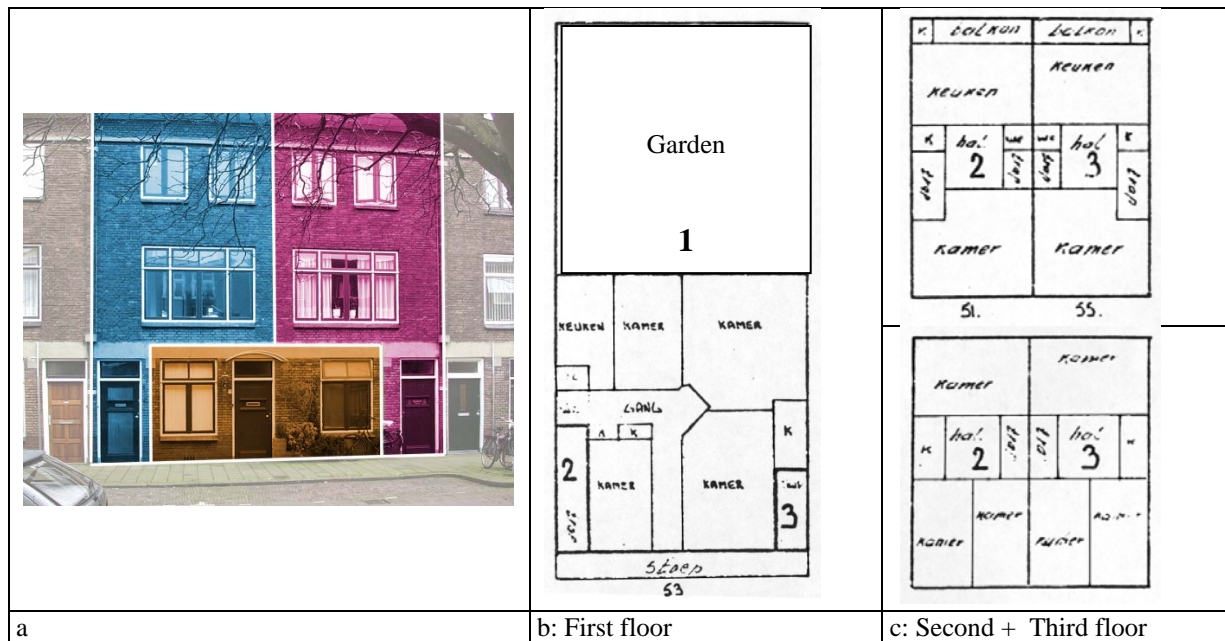 Garden
1
KEUKEN KAMER KAMER
GANG
K K K
2
KAMER KAMER
3
Stoep
53
K. balkon balkon K.
keuken
keuken
K hal WC WC hal K
2 3
kamer kamer
51. 55.
kamer
kamer
K hal. hal K
2 3
kamer
kamer kamer
a
b: First floor
c: Second + Third floor